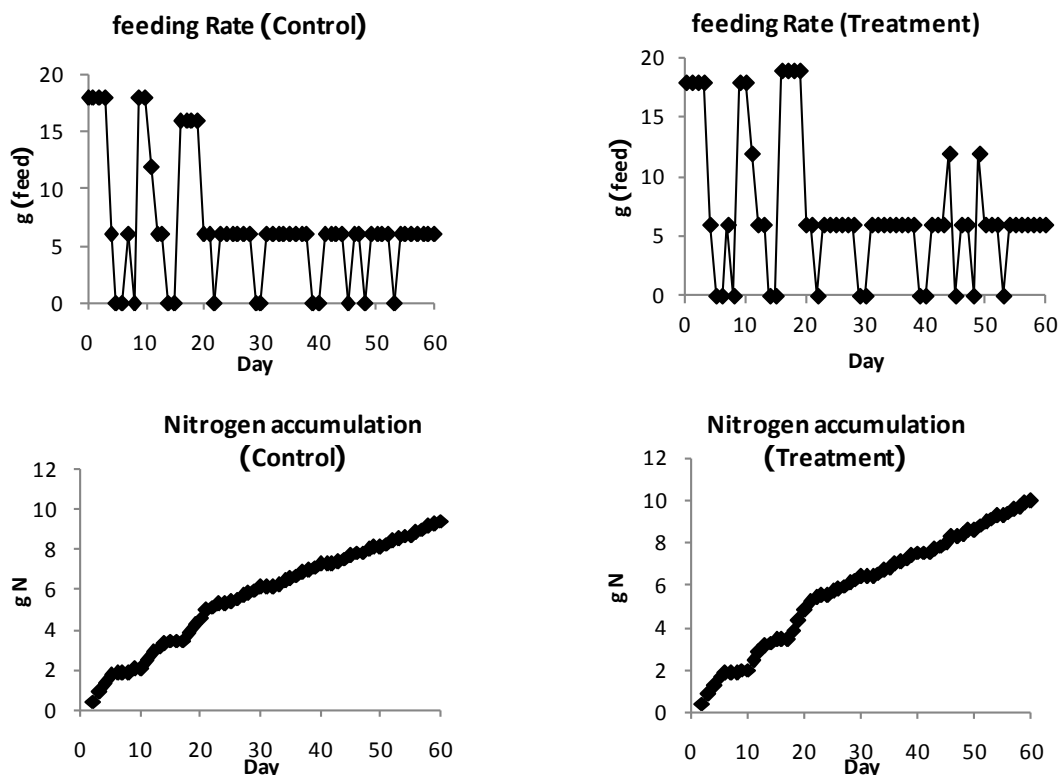 feeding Rate (Control)
20
15
10
5
0
g (feed)
0 10 20 30 40 50 60
Day
feeding Rate (Treatment)
20
15
10
5
0
g (feed)
0 10 20 30 40 50 60
Day
Nitrogen accumulation
(Control)
12
10
8
6
4
2
0
g N
0 10 20 30 40 50 60
Day
Nitrogen accumulation
(Treatment)
12
10
8
6
4
2
0
g N
0 10 20 30 40 50 60
Day